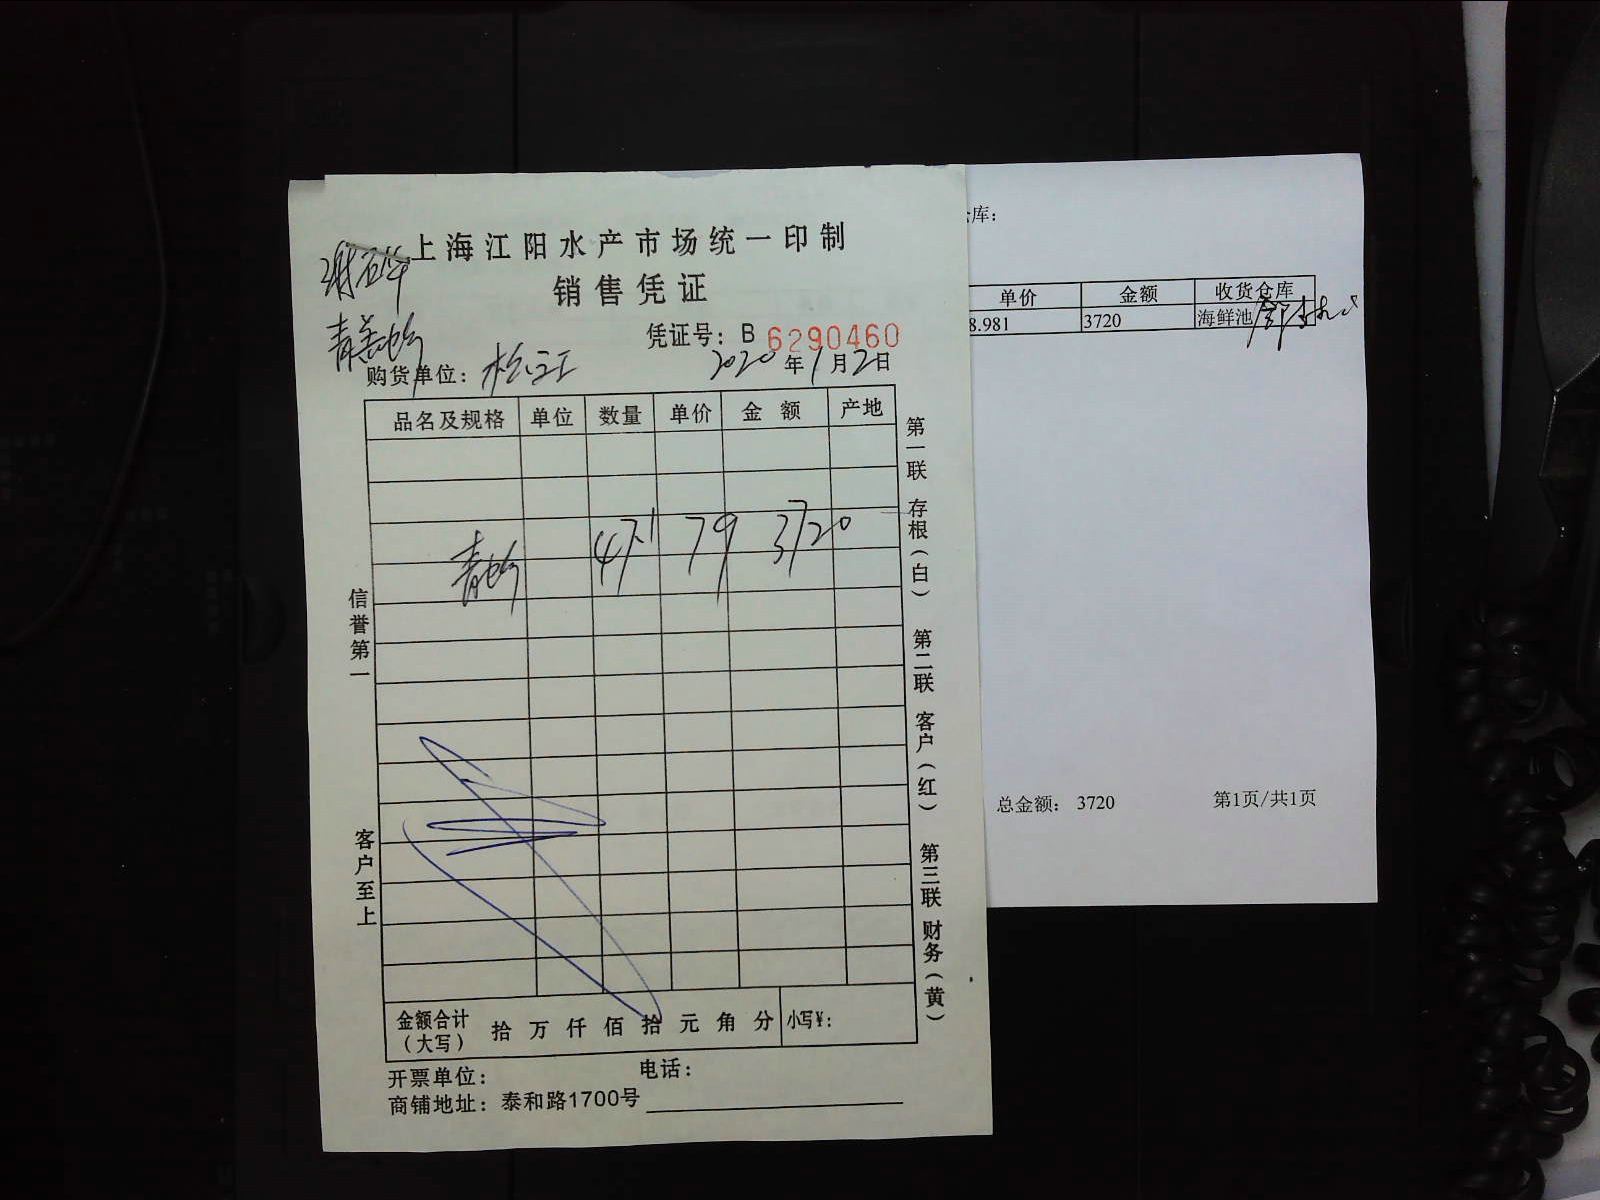 上海江阳水产市场统一印制
销售凭证
凭证号：B 6290460
购货单位：松江 2020年1月2日
品名及规格 单位 数量 单价 金额 产地
47.1 79 3720
信誉第一
客户至上
第一联 存根（白） 第二联 客户（红） 第三联 财务（黄）
金额合计（大写） 拾万仟佰拾元角分 小写¥：
开票单位： 电话：
商铺地址：泰和路1700号
库：
单价 金额 收货仓库
8.981 3720 海鲜池
总金额： 3720 第1页/共1页